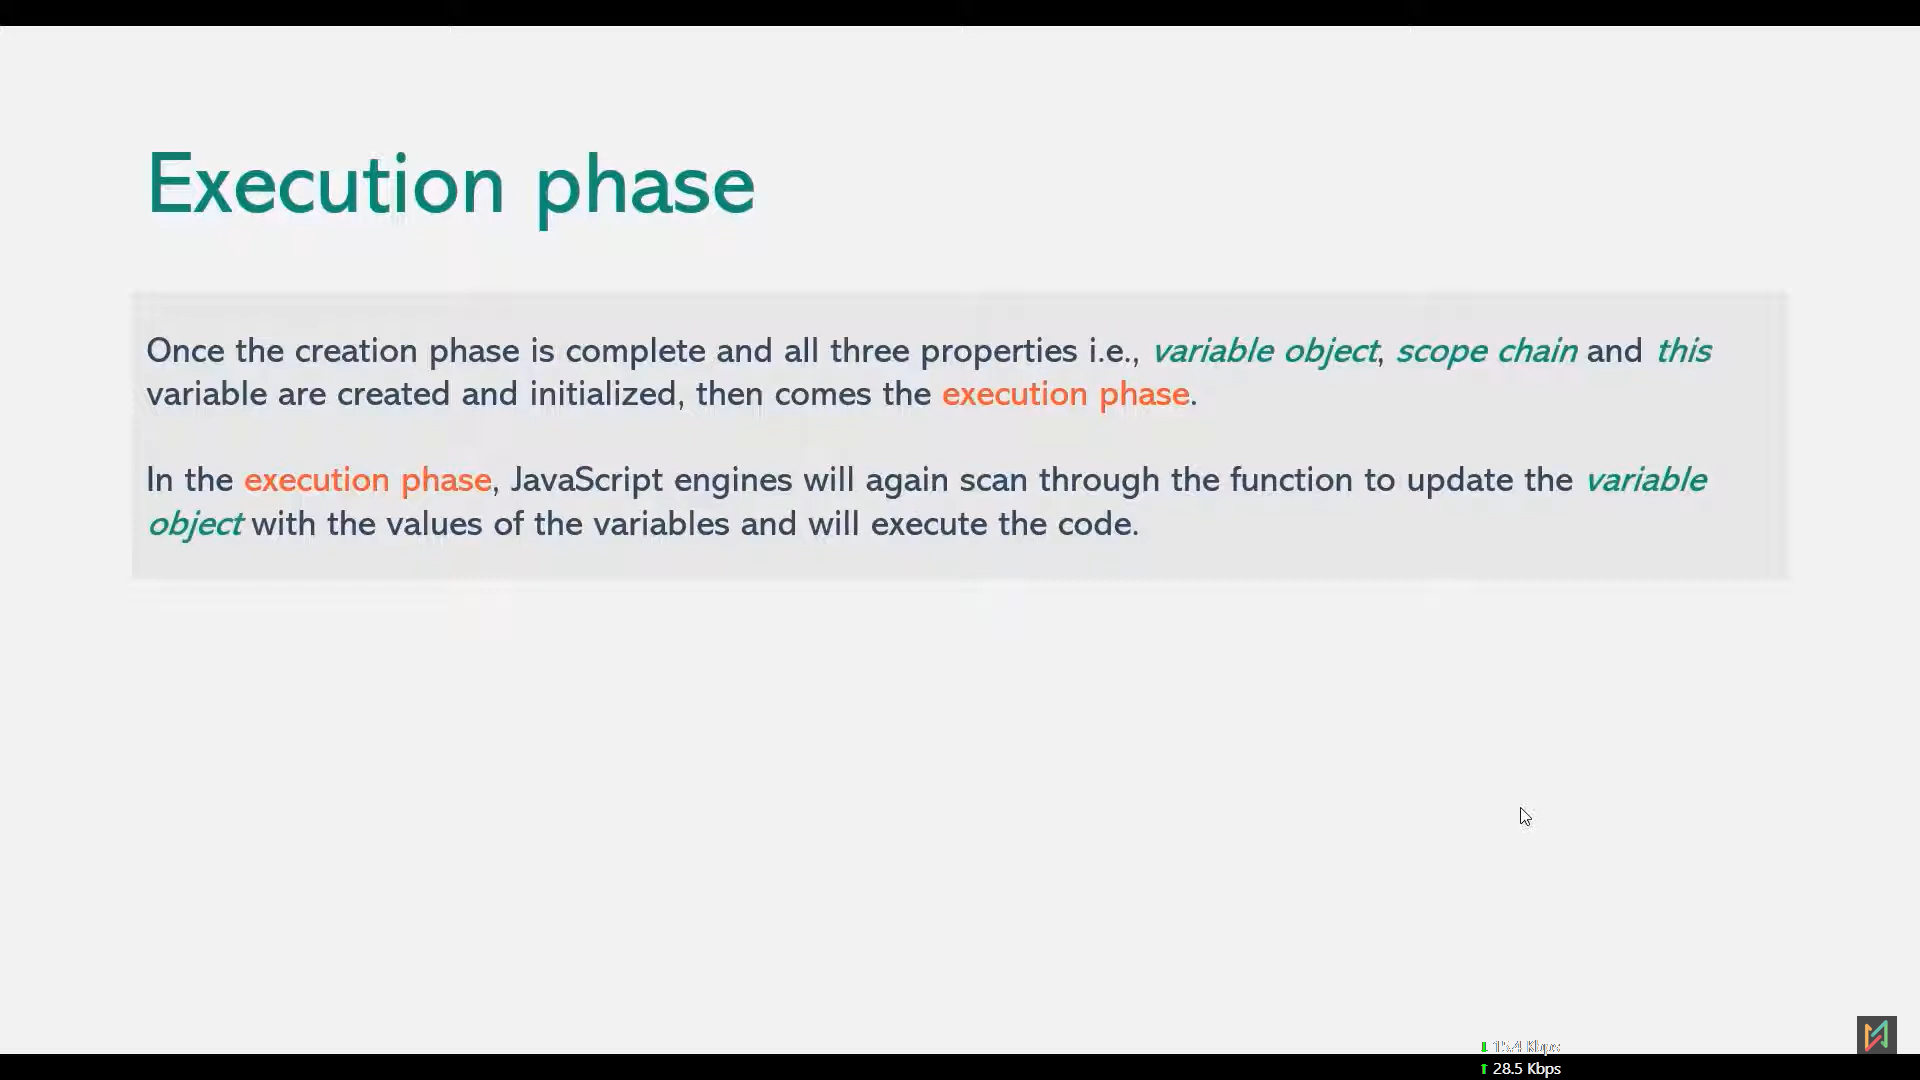 Execution phase
Once the creation phase is complete and all three properties i.e., variable object, scope chain and this
variable are created and initialized, then comes the execution phase.
In the execution phase, JavaScript engines will again scan through the function to update the variable
object with the values of the variables and will execute the code.
15.4 Kbps
28.5 Kbps